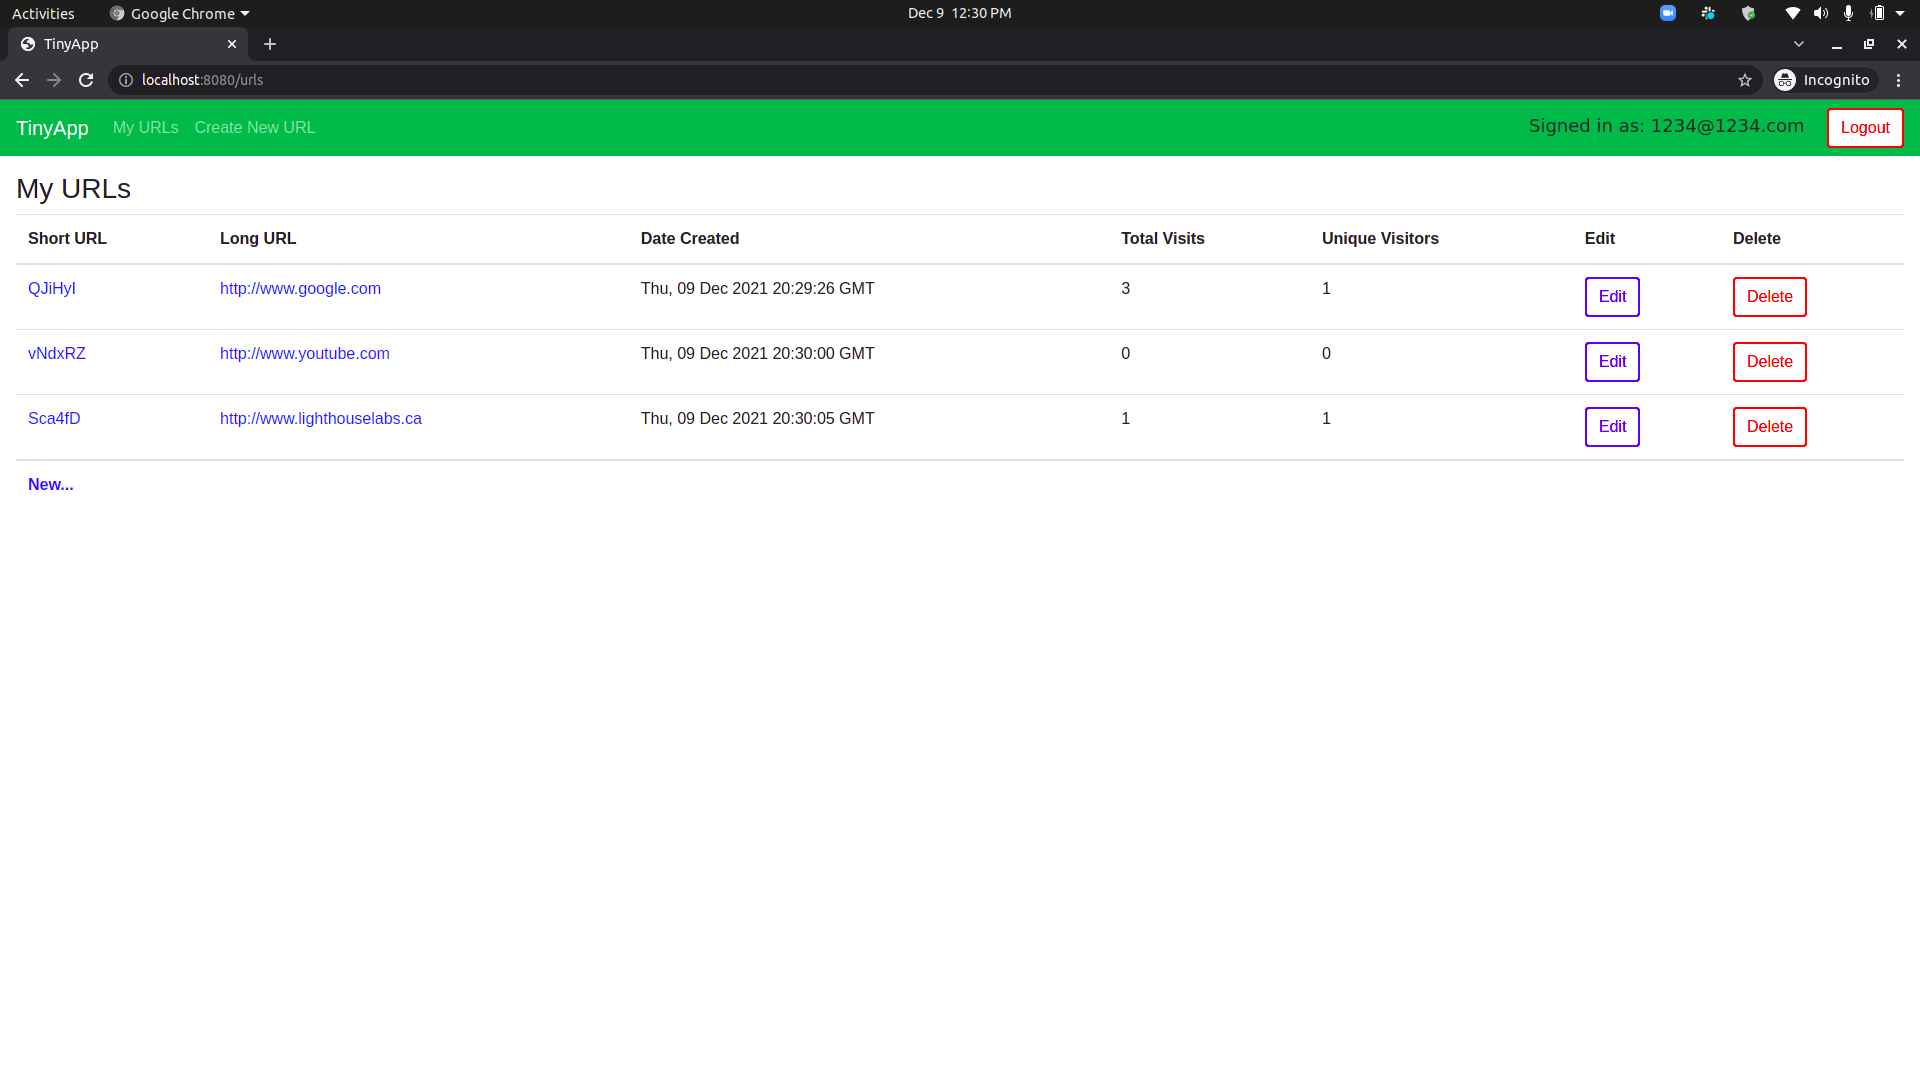 Activities Google Chrome Dec 9 12:30 PM
TinyApp
localhost:8080/urls Incognito
TinyApp My URLs Create New URL Signed in as: 1234@1234.com Logout
My URLs
Short URL Long URL Date Created Total Visits Unique Visitors Edit Delete
QJiHyI http://www.google.com Thu, 09 Dec 2021 20:29:26 GMT 3 1 Edit Delete
vNdxRZ http://www.youtube.com Thu, 09 Dec 2021 20:30:00 GMT 0 0 Edit Delete
Sca4fD http://www.lighthouselabs.ca Thu, 09 Dec 2021 20:30:05 GMT 1 1 Edit Delete
New...